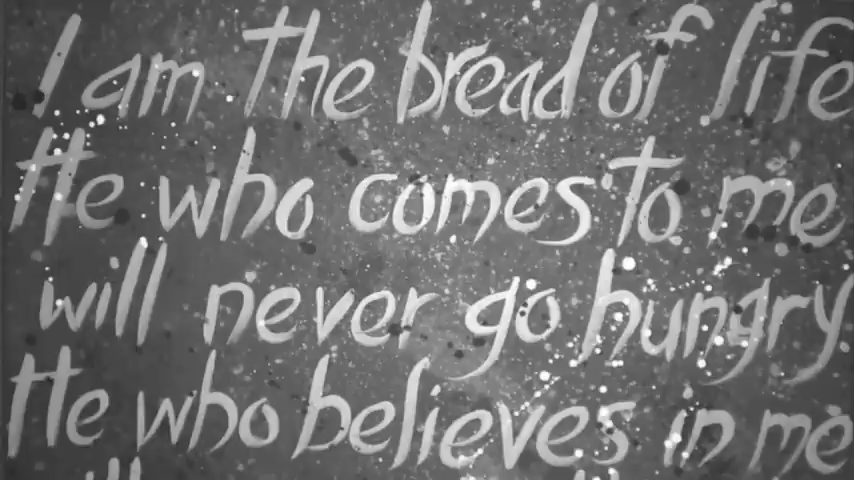 I am the bread of life
He who comes to me
will never go hungry.
He who believes in me